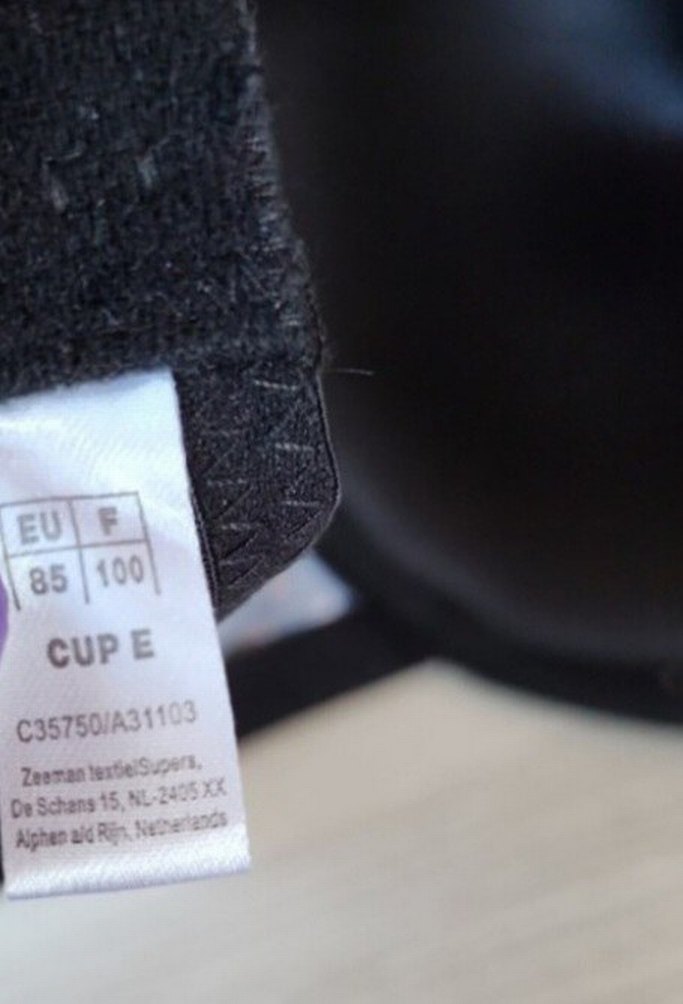 EU F
85 100
CUP E
C35750/A31103
Zeeman textielSupers,
De Schans 15, NL-2405 XX
Alphen a/d Rijn, Netherlands